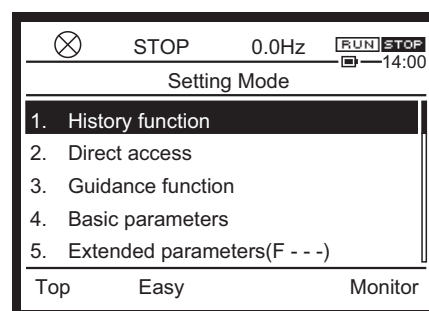 STOP 0.0Hz RUN STOP
14:00
Setting Mode
1. History function
2. Direct access
3. Guidance function
4. Basic parameters
5. Extended parameters(F - - -)
Top Easy Monitor